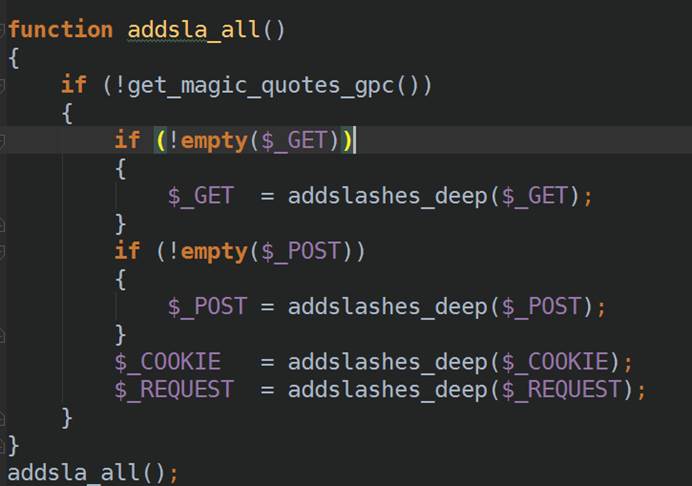 function addsla_all()
{
    if (!get_magic_quotes_gpc())
    {
        if (!empty($_GET))
        {
            $_GET  = addslashes_deep($_GET);
        }
        if (!empty($_POST))
        {
            $_POST = addslashes_deep($_POST);
        }
        $_COOKIE   = addslashes_deep($_COOKIE);
        $_REQUEST  = addslashes_deep($_REQUEST);
    }
}
addsla_all();